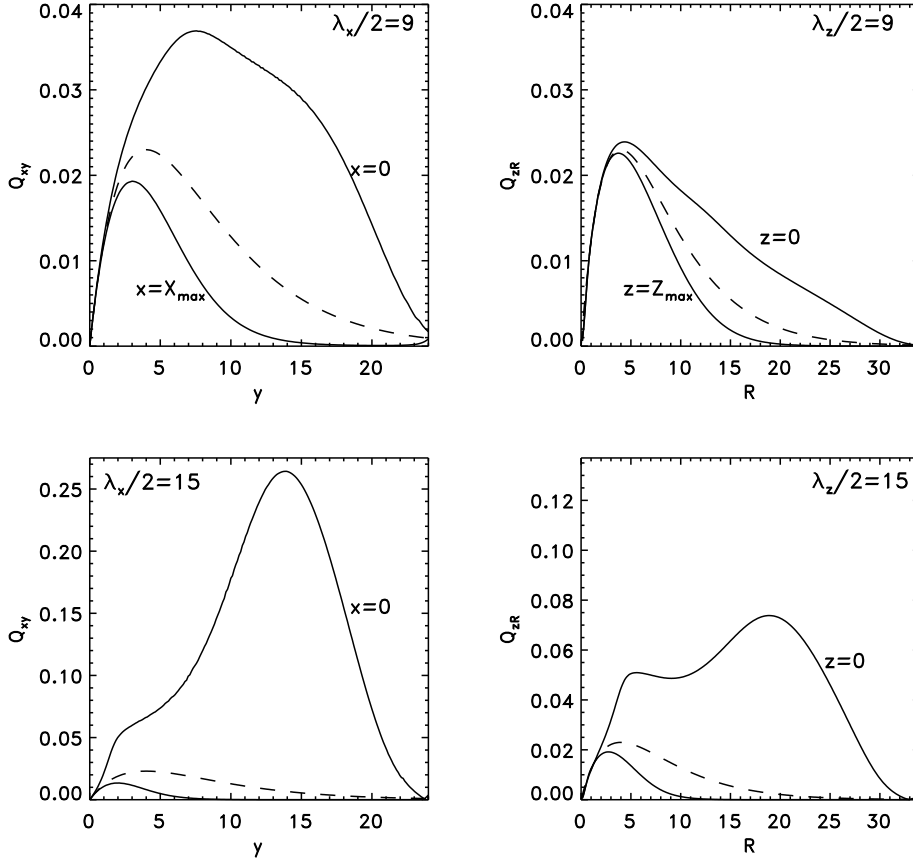 λx/2=9
0.04
0.03
0.02
0.01
0.00
Qxy
x=0
x=Xmax
0 5 10 15 20
y
λz/2=9
0.04
0.03
0.02
0.01
0.00
QzR
z=0
z=Zmax
0 5 10 15 20 25 30
R
λx/2=15
0.25
0.20
0.15
0.10
0.05
0.00
Qxy
x=0
0 5 10 15 20
y
λz/2=15
0.12
0.10
0.08
0.06
0.04
0.02
0.00
QzR
z=0
0 5 10 15 20 25 30
R